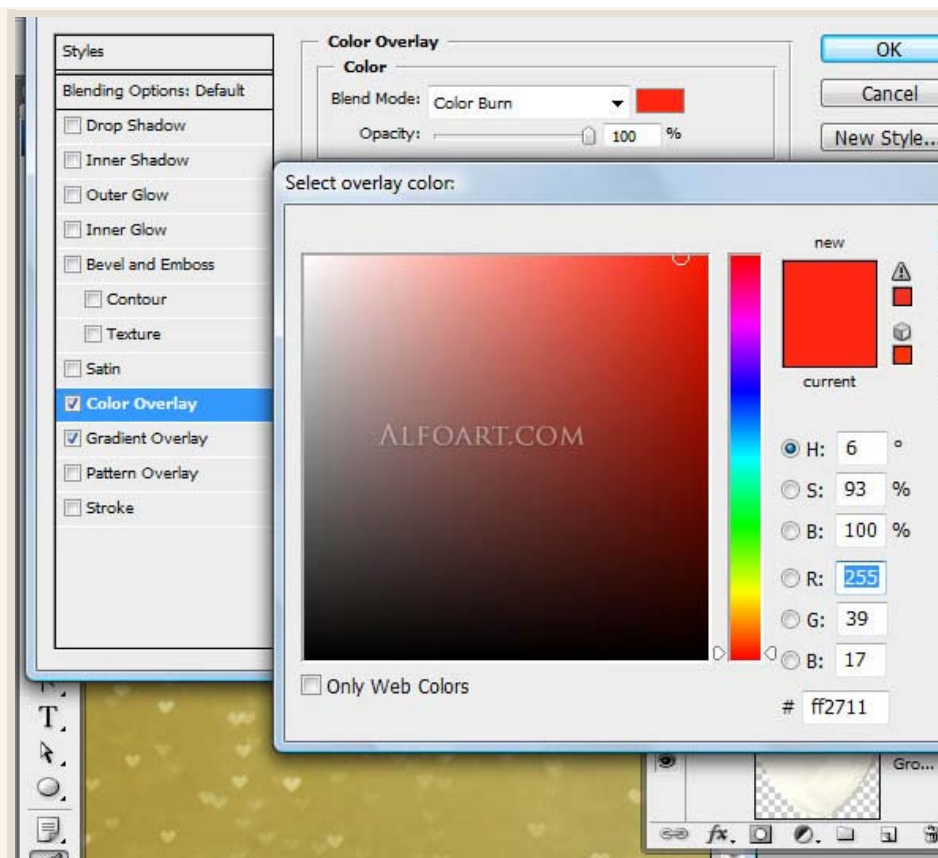 Styles
Blending Options: Default
Drop Shadow
Inner Shadow
Outer Glow
Inner Glow
Bevel and Emboss
Contour
Texture
Satin
Color Overlay
Gradient Overlay
Pattern Overlay
Stroke
Color Overlay
Color
Blend Mode: Color Burn
Opacity: 100 %
OK
Cancel
New Style...
Select overlay color:
new
current
ALFOART.COM
H: 6 °
S: 93 %
B: 100 %
R: 255
G: 39
B: 17
# ff2711
Only Web Colors
T
Gro...
fx